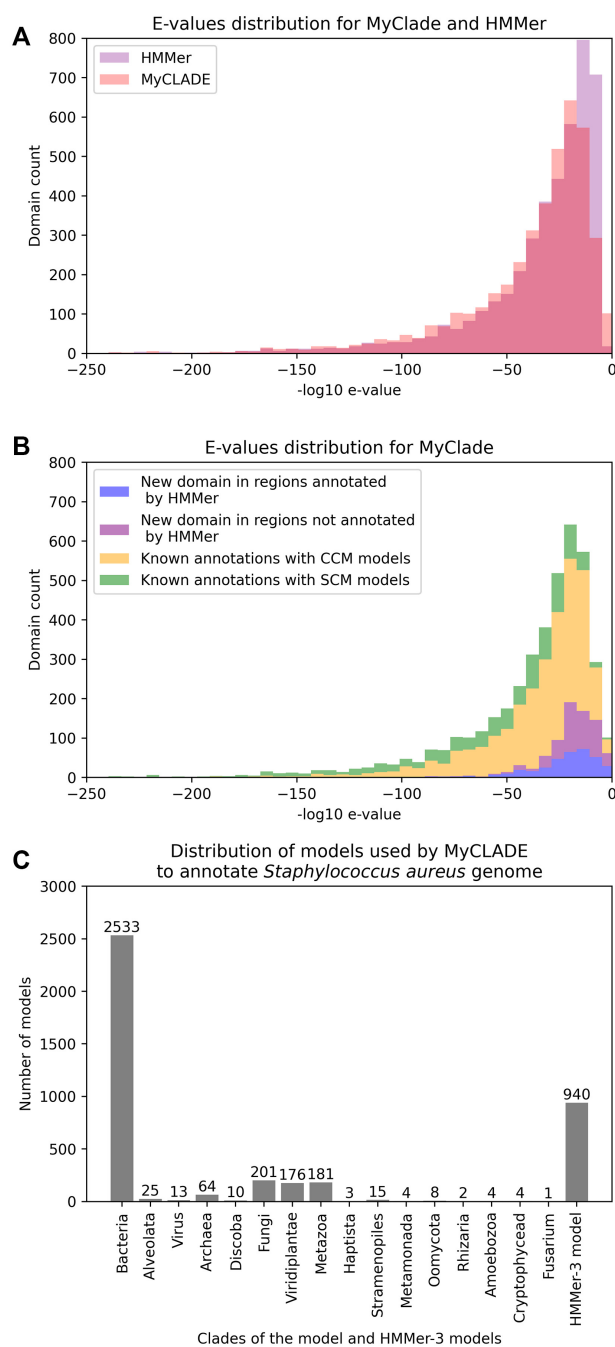 A
E-values distribution for MyClade and HMMer
HMMer
MyCLADE
800
700
600
500
400
300
200
100
0
Domain count
−250
−200
−150
−100
−50
0
-log10 e-value
B
E-values distribution for MyClade
New domain in regions annotated
by HMMer
New domain in regions not annotated
by HMMer
Known annotations with CCM models
Known annotations with SCM models
800
700
600
500
400
300
200
100
0
Domain count
−250
−200
−150
−100
−50
0
-log10 e-value
C
Distribution of models used by MyCLADE
to annotate Staphylococcus aureus genome
3000
2500
2000
1500
1000
500
0
Number of models
2533
25
13
64
10
201
176
181
3
15
4
8
2
4
4
1
940
Bacteria
Alveolata
Virus
Archaea
Discoba
Fungi
Viridiplantae
Metazoa
Haptista
Stramenopiles
Metamonada
Oomycota
Rhizaria
Amoebozoa
Cryptophycead
Fusarium
HMMer-3 model
Clades of the model and HMMer-3 models